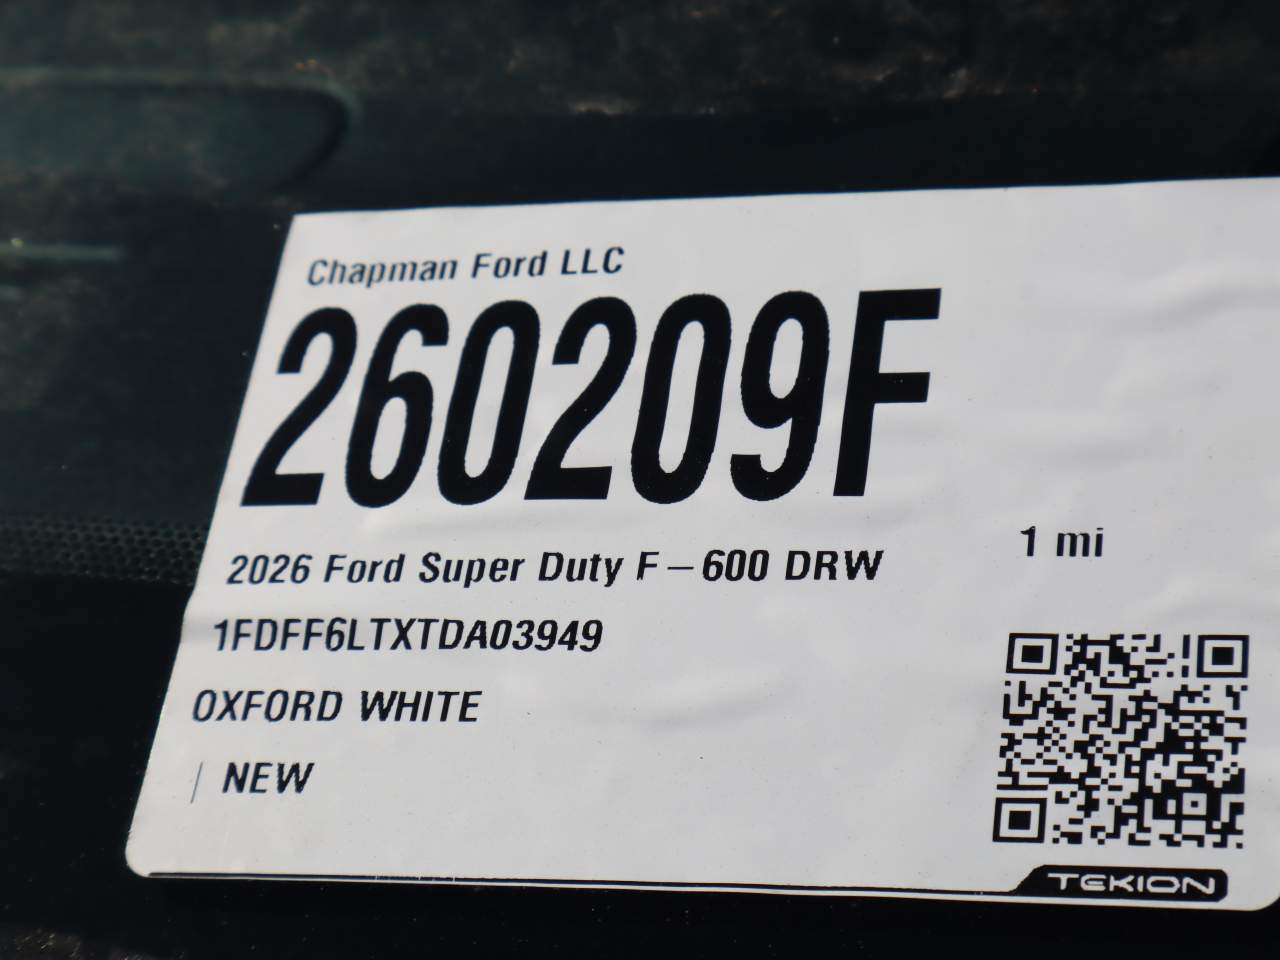 Chapman Ford LLC
260209F
2026 Ford Super Duty F-600 DRW
1 mi
1FDFF6LTXTDA03949
OXFORD WHITE
| NEW
TEKION